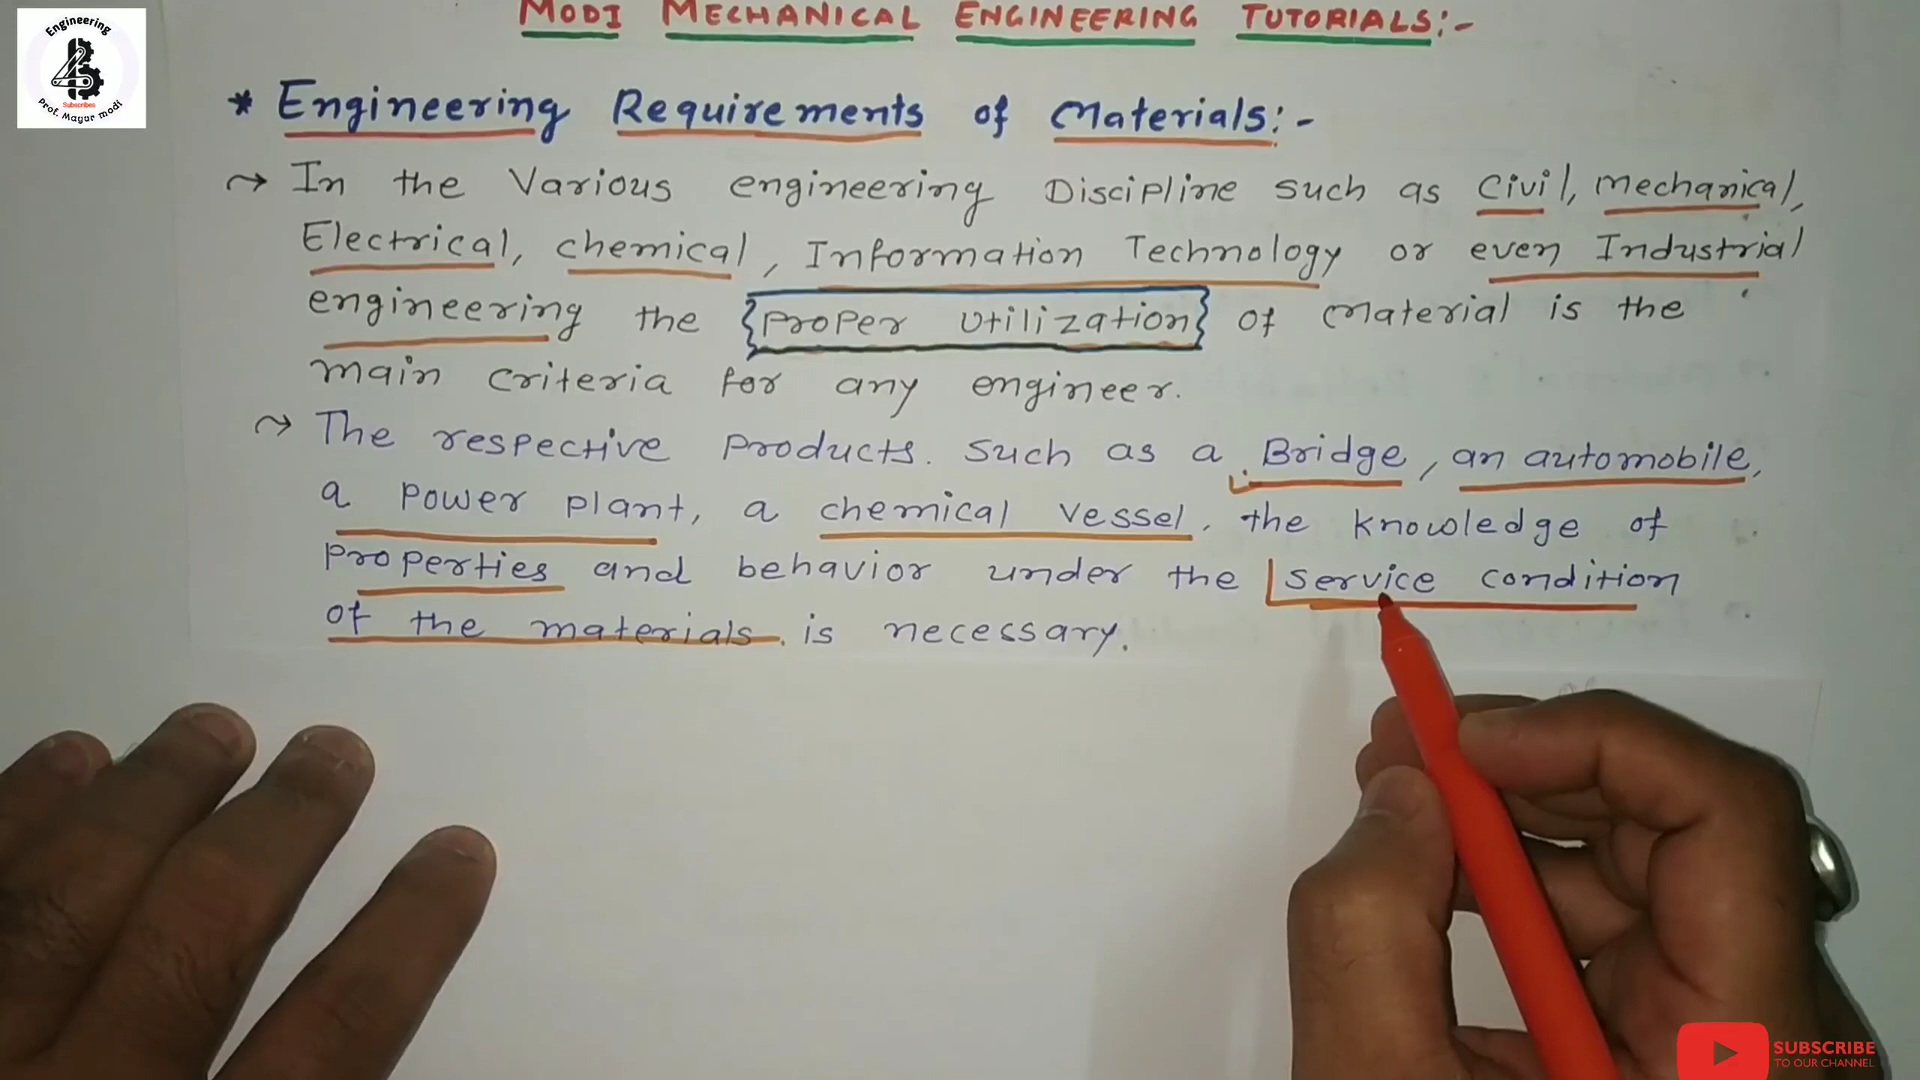 Engineering
Subscribes
Prof. Mayur modi
MODI MECHANICAL ENGINEERING TUTORIALS:-
* Engineering Requirements of Materials:-
→ In the Various engineering Discipline such as civil, mechanical,
Electrical, chemical, Information Technology or even Industrial
engineering the {proper utilization} of material is the
main criteria for any engineer.
→ The respective products. such as a Bridge, an automobile,
a power plant, a chemical vessel. the knowledge of
properties and behavior under the service condition
of the materials. is necessary.
SUBSCRIBE
TO OUR CHANNEL